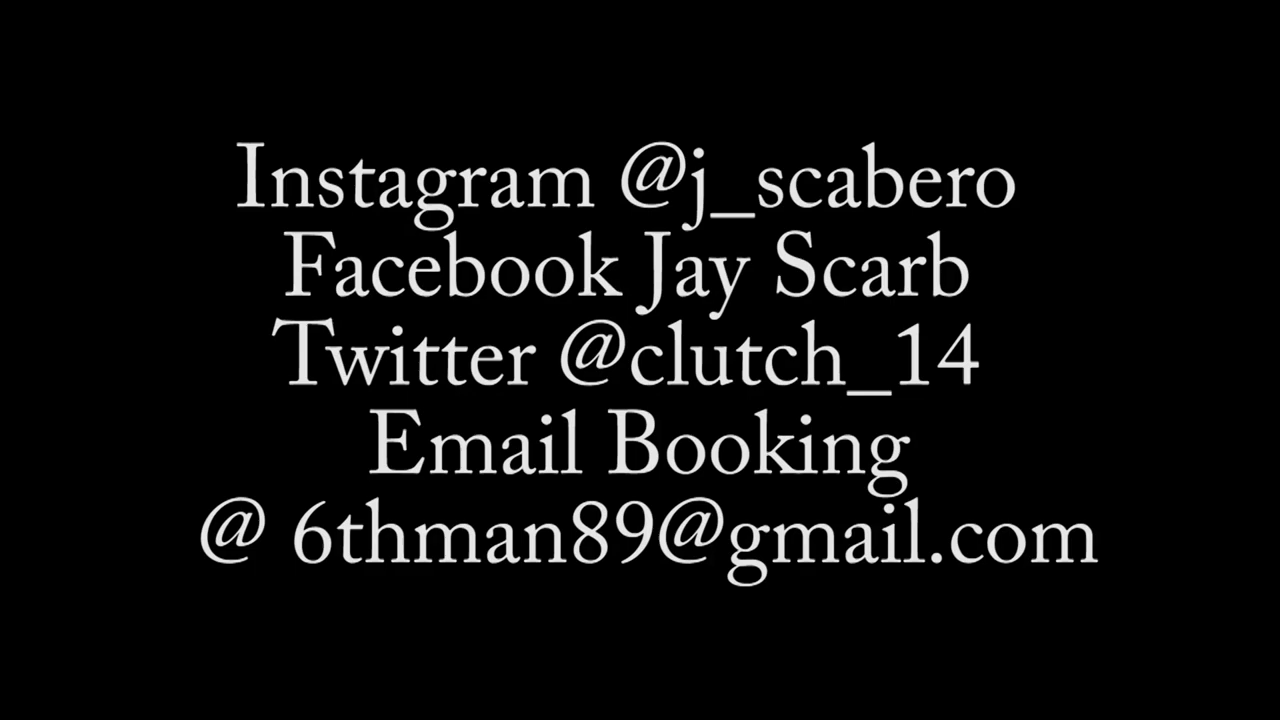 Instagram @j_scabero
Facebook Jay Scarb
Twitter @clutch_14
Email Booking
@ 6thman89@gmail.com